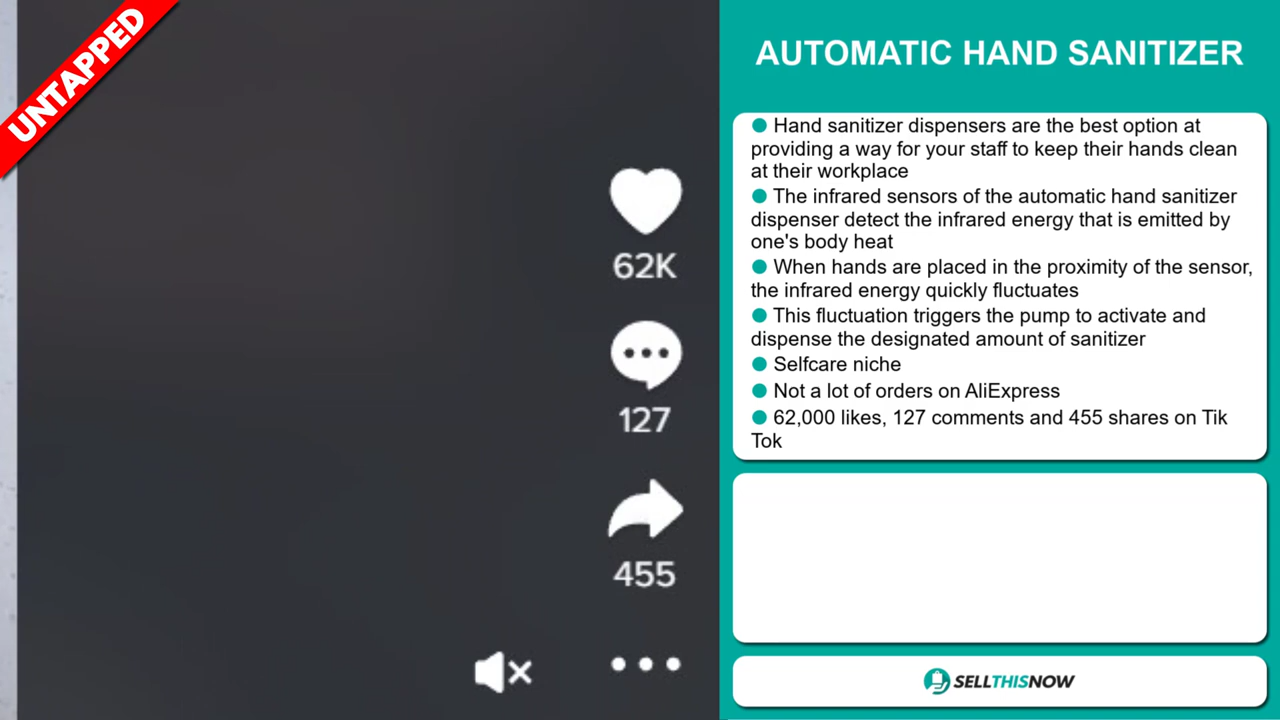 UNTAPPED
62K
127
455
AUTOMATIC HAND SANITIZER
● Hand sanitizer dispensers are the best option at
providing a way for your staff to keep their hands clean
at their workplace
● The infrared sensors of the automatic hand sanitizer
dispenser detect the infrared energy that is emitted by
one's body heat
● When hands are placed in the proximity of the sensor,
the infrared energy quickly fluctuates
● This fluctuation triggers the pump to activate and
dispense the designated amount of sanitizer
● Selfcare niche
● Not a lot of orders on AliExpress
● 62,000 likes, 127 comments and 455 shares on Tik
Tok
SELLTHISNOW